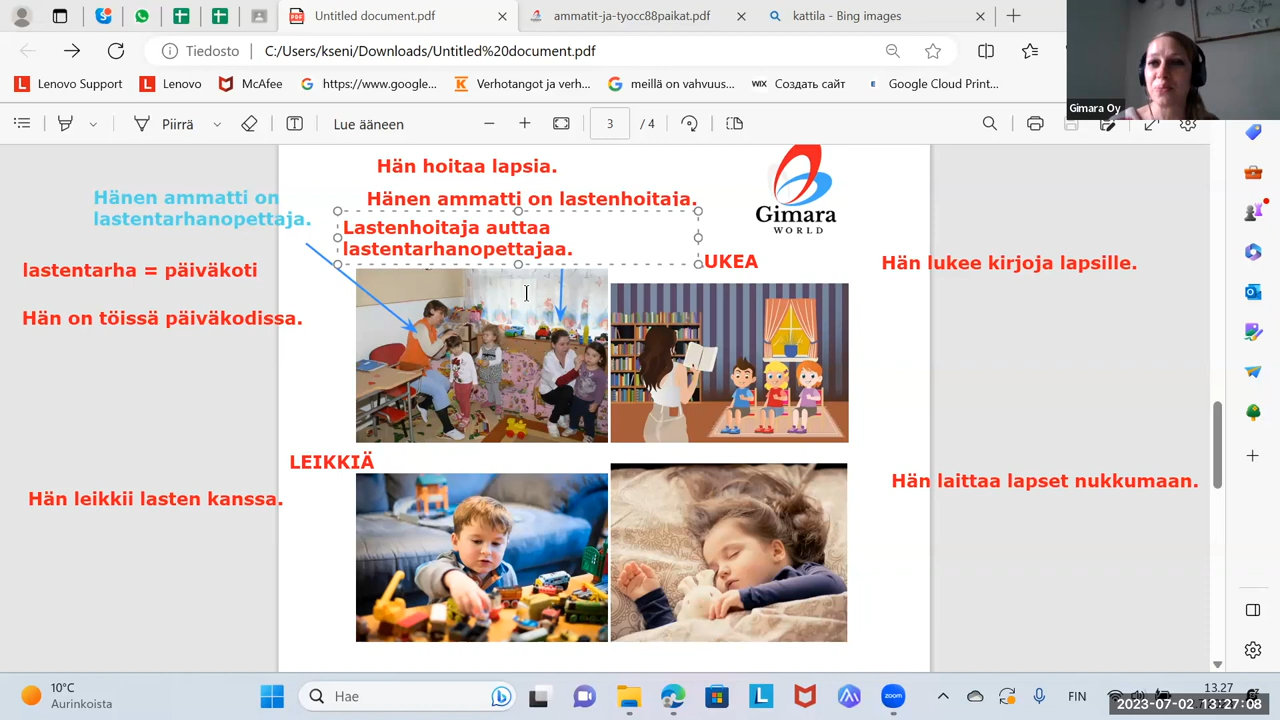 Untitled document.pdf
ammatit-ja-tyocc88paikat.pdf
kattila - Bing images
Tiedosto
C:/Users/kseni/Downloads/Untitled%20document.pdf
Lenovo Support
Lenovo
McAfee
https://www.google...
Verhotangot ja verh...
meillä on vahvuus...
Создать сайт
Google Cloud Print...
Gimara Oy
Piirrä
Lue ääneen
3
/ 4
Hän hoitaa lapsia.
Hänen ammatti on lastenhoitaja.
Hänen ammatti on
lastentarhanopettaja.
Lastenhoitaja auttaa
lastentarhanopettajaa.
Gimara
WORLD
lastentarha = päiväkoti
UKEA
Hän lukee kirjoja lapsille.
Hän on töissä päiväkodissa.
LEIKKIÄ
Hän leikkii lasten kanssa.
Hän laittaa lapset nukkumaan.
10°C
Aurinkoista
Hae
zoom
FIN
13.27
2023-07-02 13:27:08